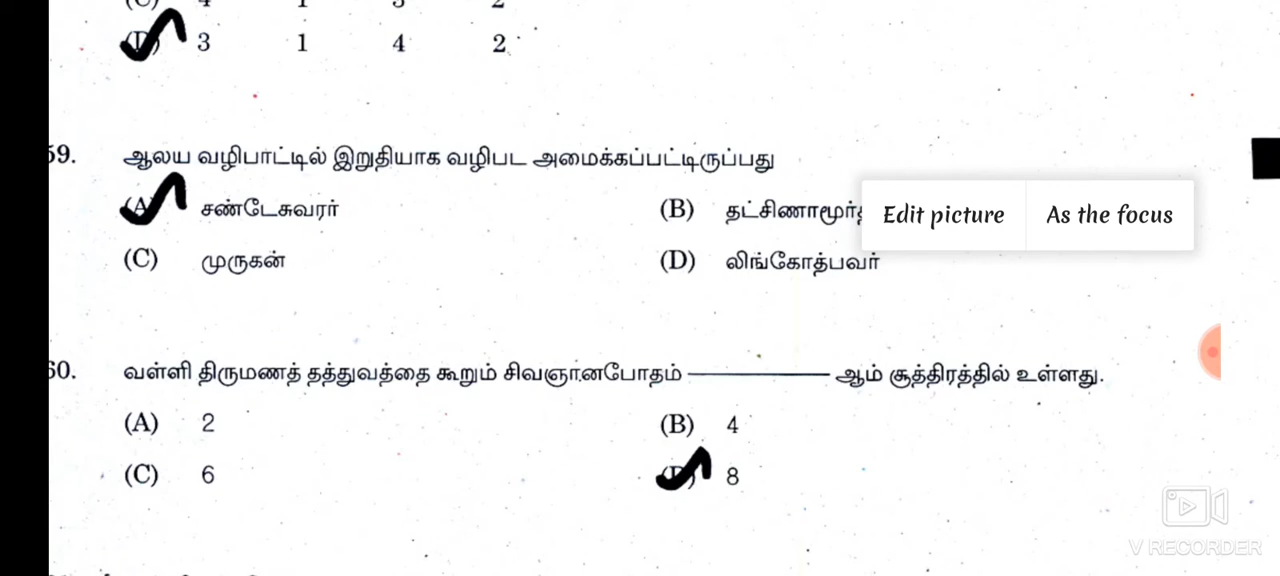 3 1 4 2
59. ஆலய வழிபாட்டில் இறுதியாக வழிபட அமைக்கப்பட்டிருப்பது
(A) சண்டேசுவரர் (B)
Edit picture As the focus
(C) முருகன் (D) லிங்கோத்பவர்
60. வள்ளி திருமணத் தத்துவத்தை கூறும் சிவஞானபோதம் ———— ஆம் சூத்திரத்தில் உள்ளது.
(A) 2 (B) 4
(C) 6 (D) 8
V RECORDER